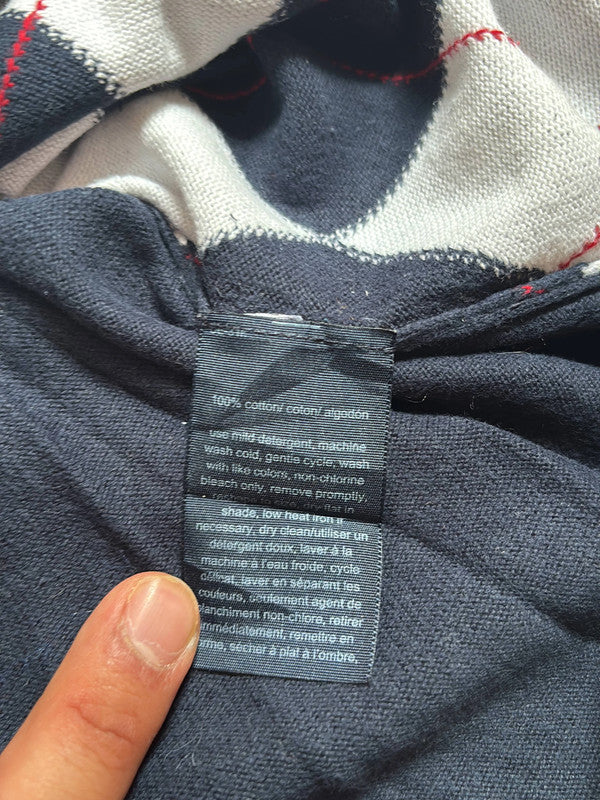 100% cotton/ coton/ algodón
use mild detergent, machine
wash cold, gentle cycle, wash
with like colors, non-chlorine
bleach only, remove promptly,
flat in
shade, low heat iron if
necessary, dry clean/utiliser un
détergent doux, laver à la
machine à l'eau froide, cycle
délicat, laver en séparant les
couleurs, seulement agent de
blanchiment non-chlore, retirer
immédiatement, remettre en
forme, sécher à plat à l'ombre,